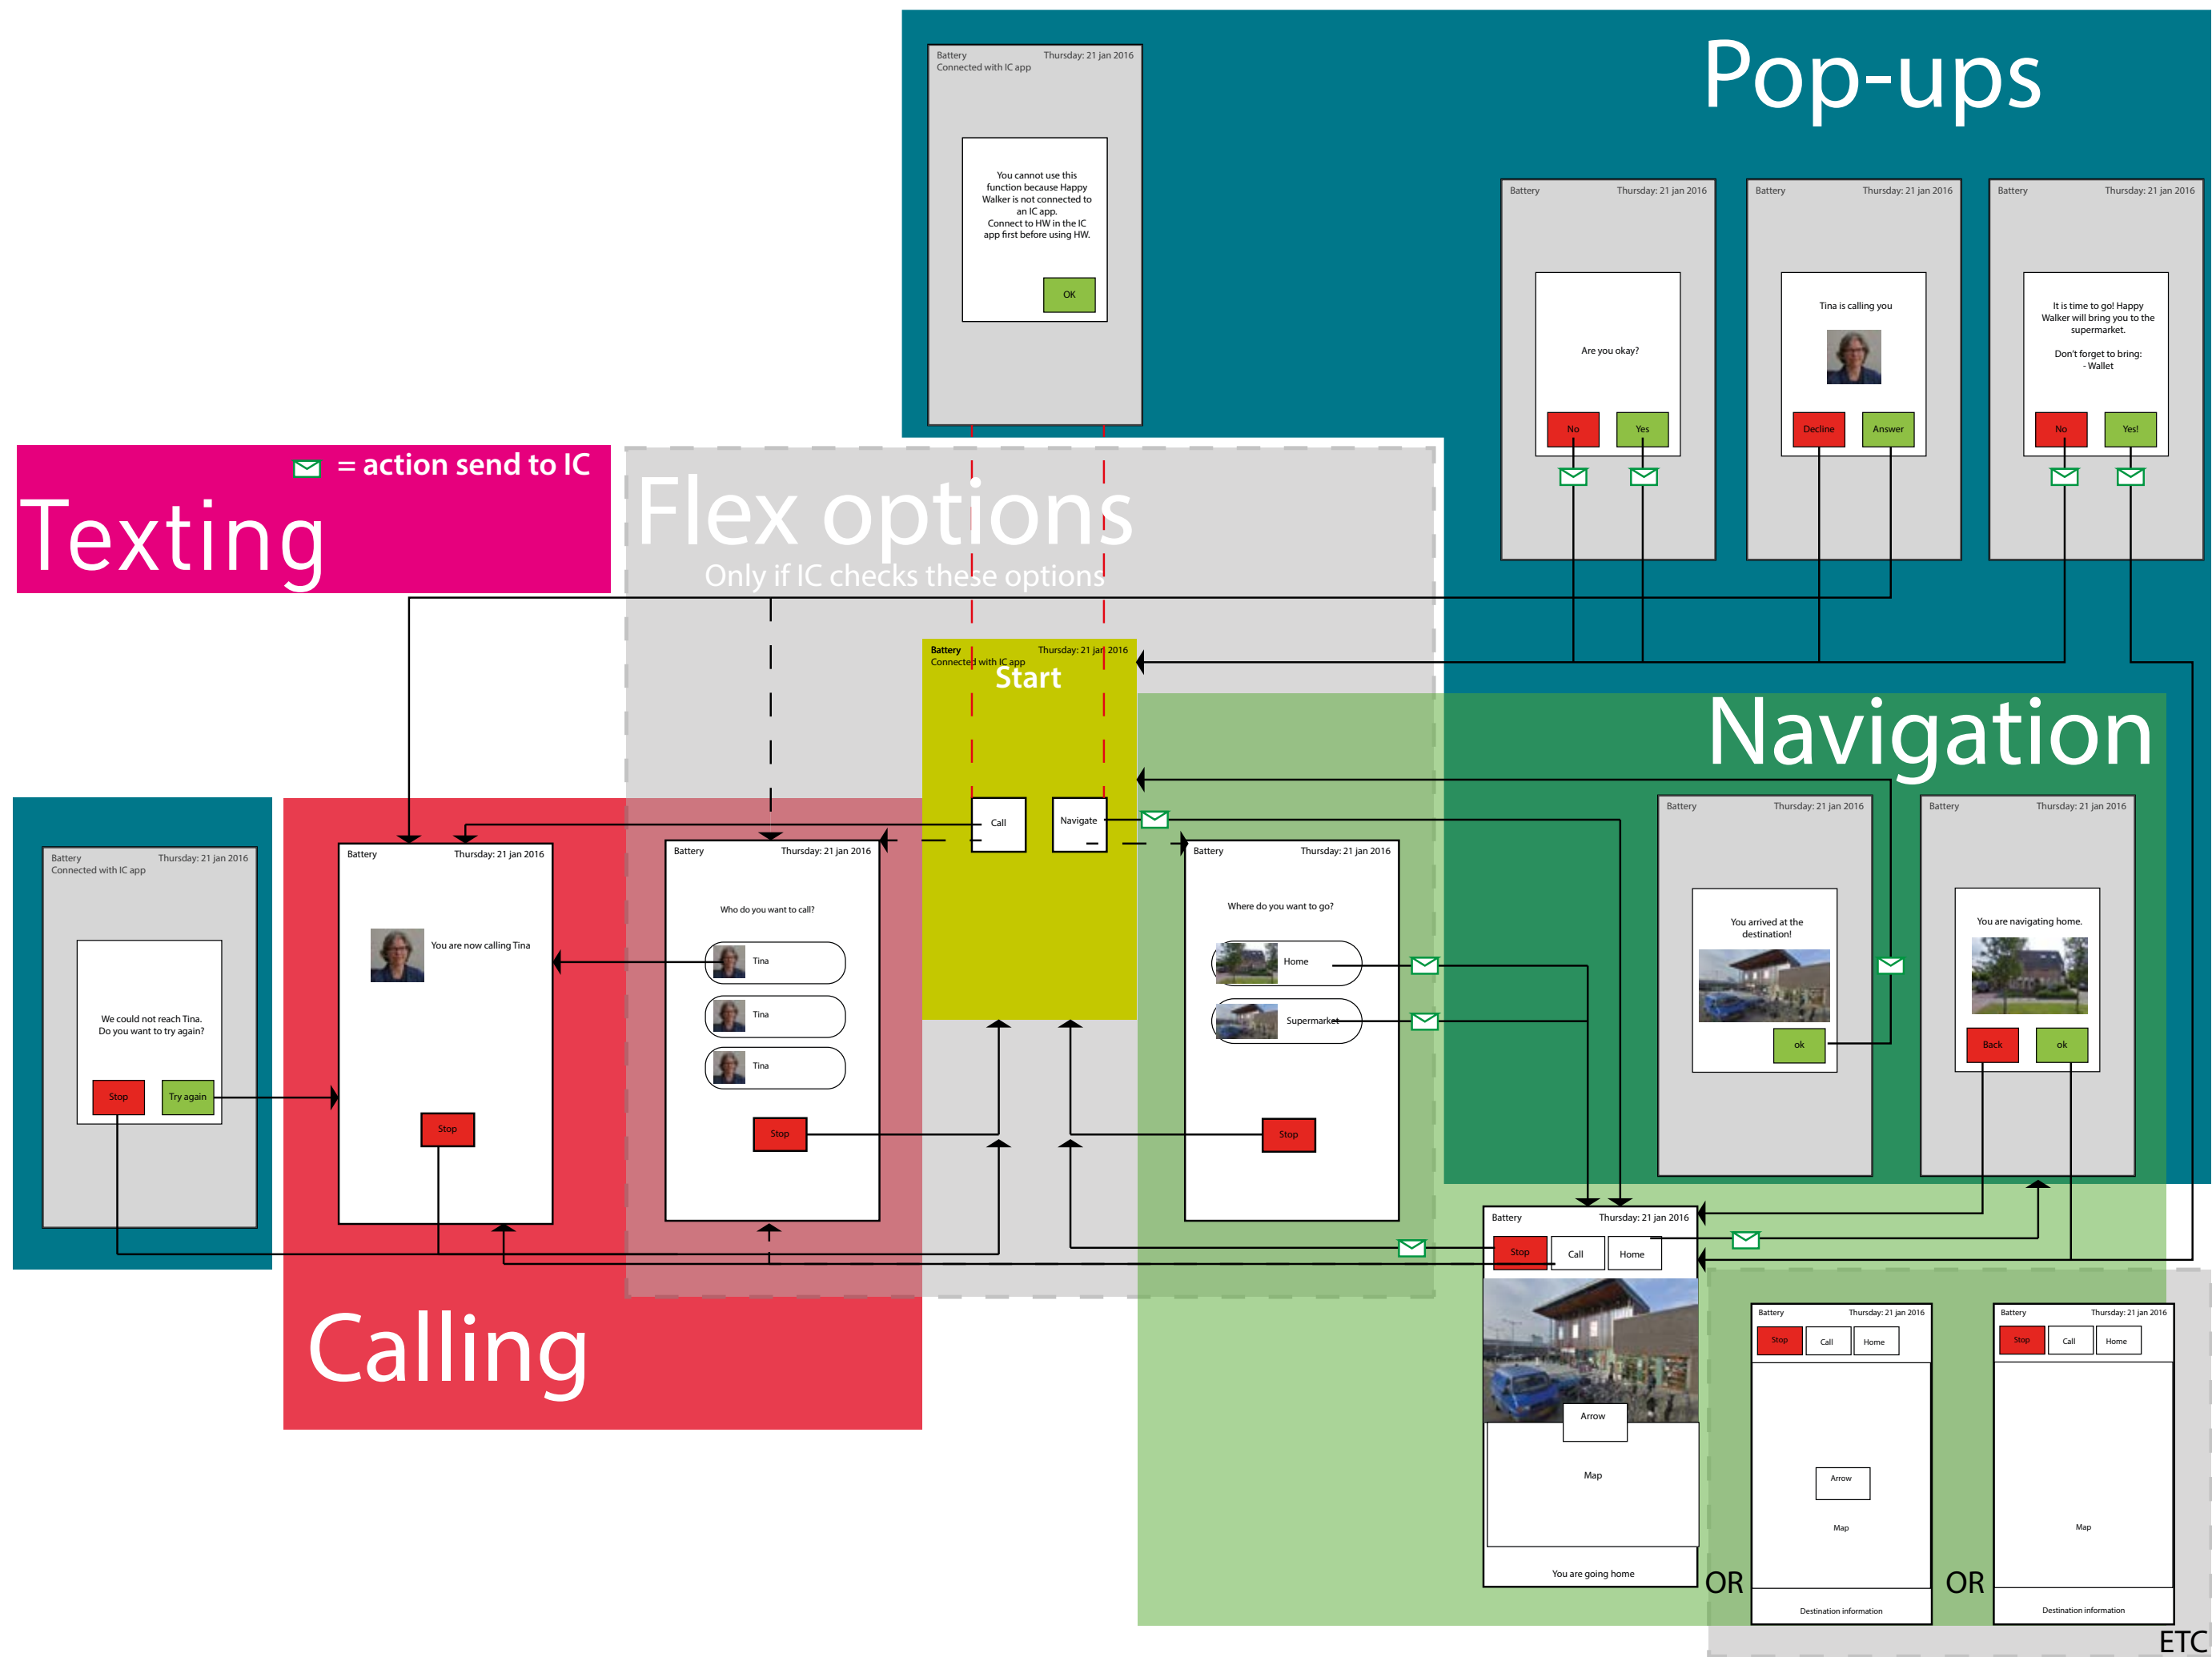 Pop-ups
Battery
Thursday: 21 jan 2016
Connected with IC app
You cannot use this
function because Happy
Walker is not connected to
an IC app.
Connect to HW in the IC
app first before using HW.
OK
Battery
Thursday: 21 jan 2016
Are you okay?
No
Yes
Battery
Thursday: 21 jan 2016
Tina is calling you
Decline
Answer
Battery
Thursday: 21 jan 2016
It is time to go! Happy
Walker will bring you to the
supermarket.
Don't forget to bring:
- Wallet
No
Yes!
= action send to IC
Texting
Flex options
Only if IC checks these options
Battery
Thursday: 21 jan 2016
Connected with IC app
Start
Call
Navigate
Navigation
Battery
Thursday: 21 jan 2016
Connected with IC app
We could not reach Tina.
Do you want to try again?
Stop
Try again
Battery
Thursday: 21 jan 2016
You are now calling Tina
Stop
Battery
Thursday: 21 jan 2016
Who do you want to call?
Tina
Tina
Tina
Stop
Battery
Thursday: 21 jan 2016
Where do you want to go?
Home
Supermarket
Stop
Battery
Thursday: 21 jan 2016
You arrived at the
destination!
ok
Battery
Thursday: 21 jan 2016
You are navigating home.
Back
ok
Calling
Battery
Thursday: 21 jan 2016
Stop
Call
Home
Arrow
Map
You are going home
OR
Battery
Thursday: 21 jan 2016
Stop
Call
Home
Arrow
Map
Destination information
OR
Battery
Thursday: 21 jan 2016
Stop
Call
Home
Map
Destination information
ETC